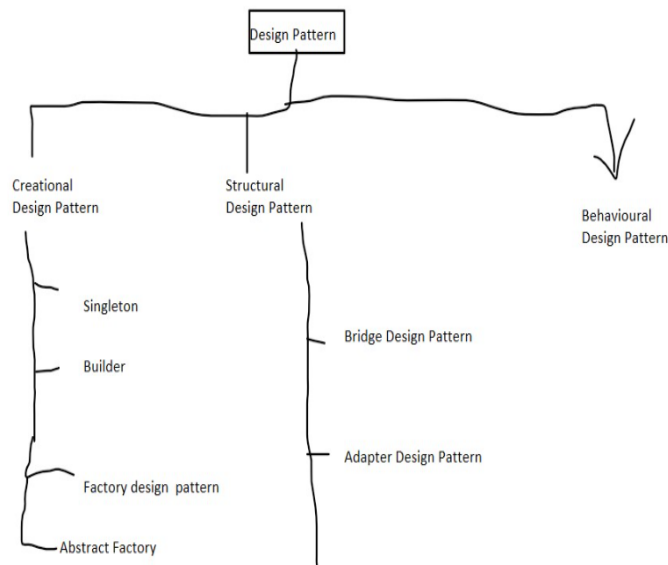 Design Pattern
Creational
Design Pattern
Structural
Design Pattern
Behavioural
Design Pattern
Singleton
Builder
Factory design  pattern
Abstract Factory
Bridge Design Pattern
Adapter Design Pattern